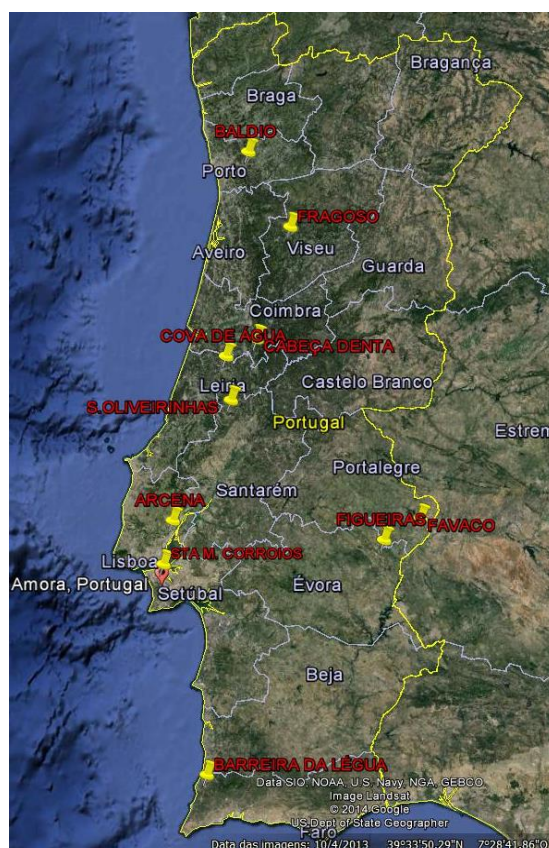 Bragança
Braga
BALDIO
Porto
FRAGOSO
Aveiro
Viseu
Guarda
Coimbra
COVA DE ÁGUA
CABEÇA DENTA
Leiria
Castelo Branco
S.OLIVEIRINHAS
Portugal
Estrem
Portalegre
Santarém
ARCENA
FIGUEIRAS
FAVACO
Lisboa
STA M. CORROIOS
Amora, Portugal
Setúbal
Évora
Beja
BARREIRA DA LÉGUA
Data SIO, NOAA, U.S. Navy, NGA, GEBCO
Image Landsat
© 2014 Google
US Dept of State Geographer
Faro
Data das imagens: 10/4/2013 39°33'50.29"N 7°28'41.86"O